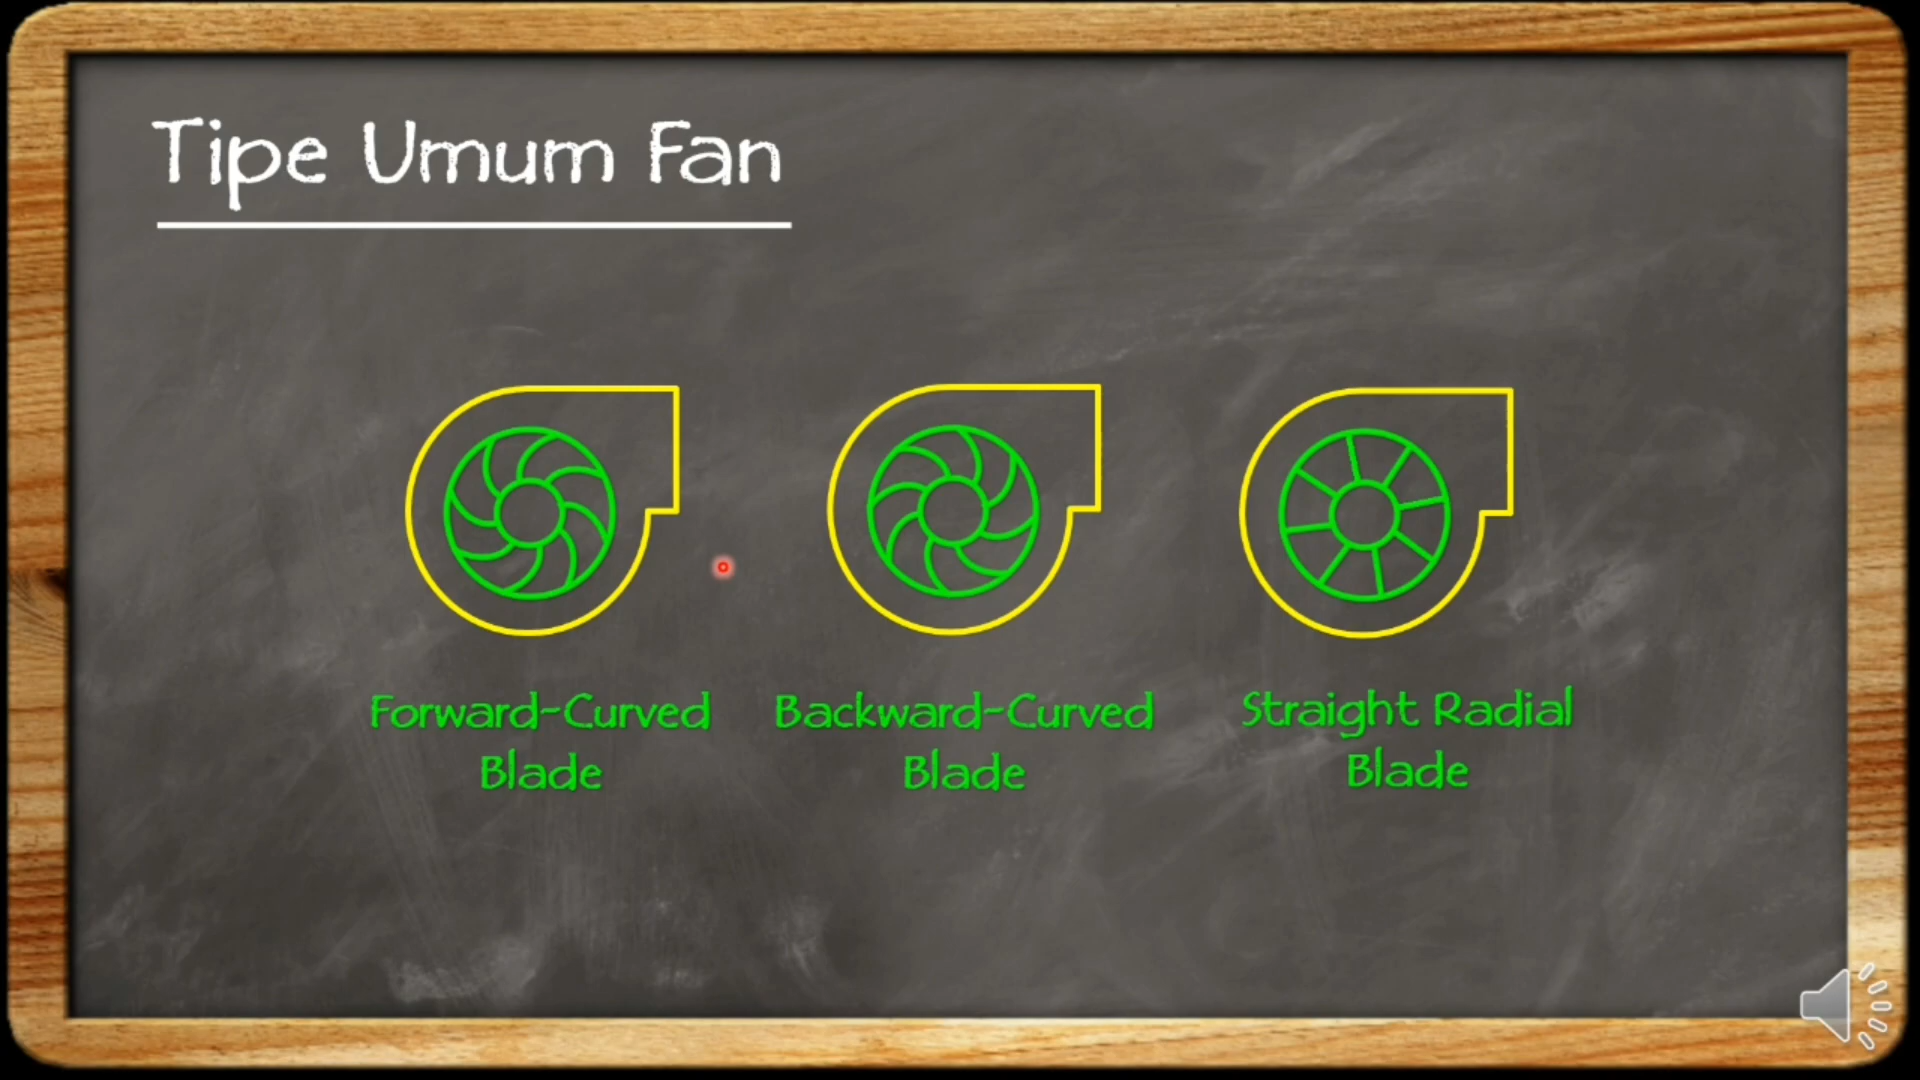 Tipe Umum Fan
Forward-Curved
Blade
Backward-Curved
Blade
Straight Radial
Blade